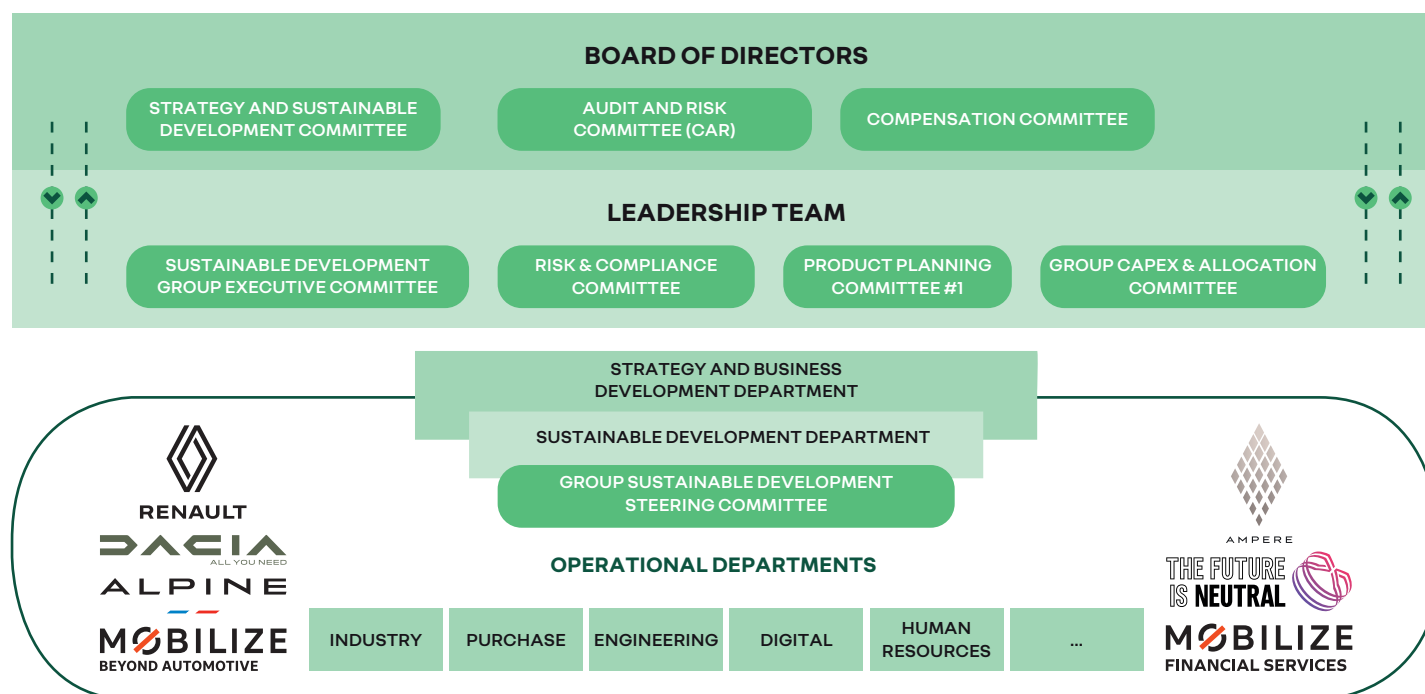 BOARD OF DIRECTORS
STRATEGY AND SUSTAINABLE
DEVELOPMENT COMMITTEE
AUDIT AND RISK
COMMITTEE (CAR)
COMPENSATION COMMITTEE
LEADERSHIP TEAM
SUSTAINABLE DEVELOPMENT
GROUP EXECUTIVE COMMITTEE
RISK & COMPLIANCE
COMMITTEE
PRODUCT PLANNING
COMMITTEE #1
GROUP CAPEX & ALLOCATION
COMMITTEE
STRATEGY AND BUSINESS
DEVELOPMENT DEPARTMENT
SUSTAINABLE DEVELOPMENT DEPARTMENT
GROUP SUSTAINABLE DEVELOPMENT
STEERING COMMITTEE
RENAULT
DACIA
ALL YOU NEED
ALPINE
MOBILIZE
BEYOND AUTOMOTIVE
OPERATIONAL DEPARTMENTS
INDUSTRY
PURCHASE
ENGINEERING
DIGITAL
HUMAN
RESOURCES
...
AMPERE
THE FUTURE
IS NEUTRAL
MOBILIZE
FINANCIAL SERVICES